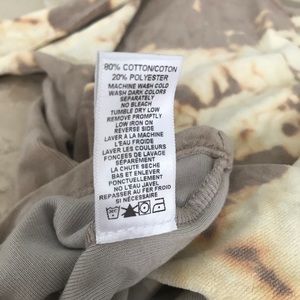 80% COTTON/COTON
20% POLYESTER
MACHINE WASH COLD
WASH DARK COLORS
SEPARATELY
NO BLEACH
TUMBLE DRY LOW
REMOVE PROMPTLY
LOW IRON ON
REVERSE SIDE
LAVER A LA MACHINE
L'EAU FROIDE
LAVER LES COULEURS
FONCEES DE LAVAGE
SÉPARÉMENT
LA CHUTE SECHE
BAS ET ENLEVER
PONCTUELLEMENT
NO L'EAU JAVEL
REPASSER AU FER FROID
SI NÉCESSAIRE